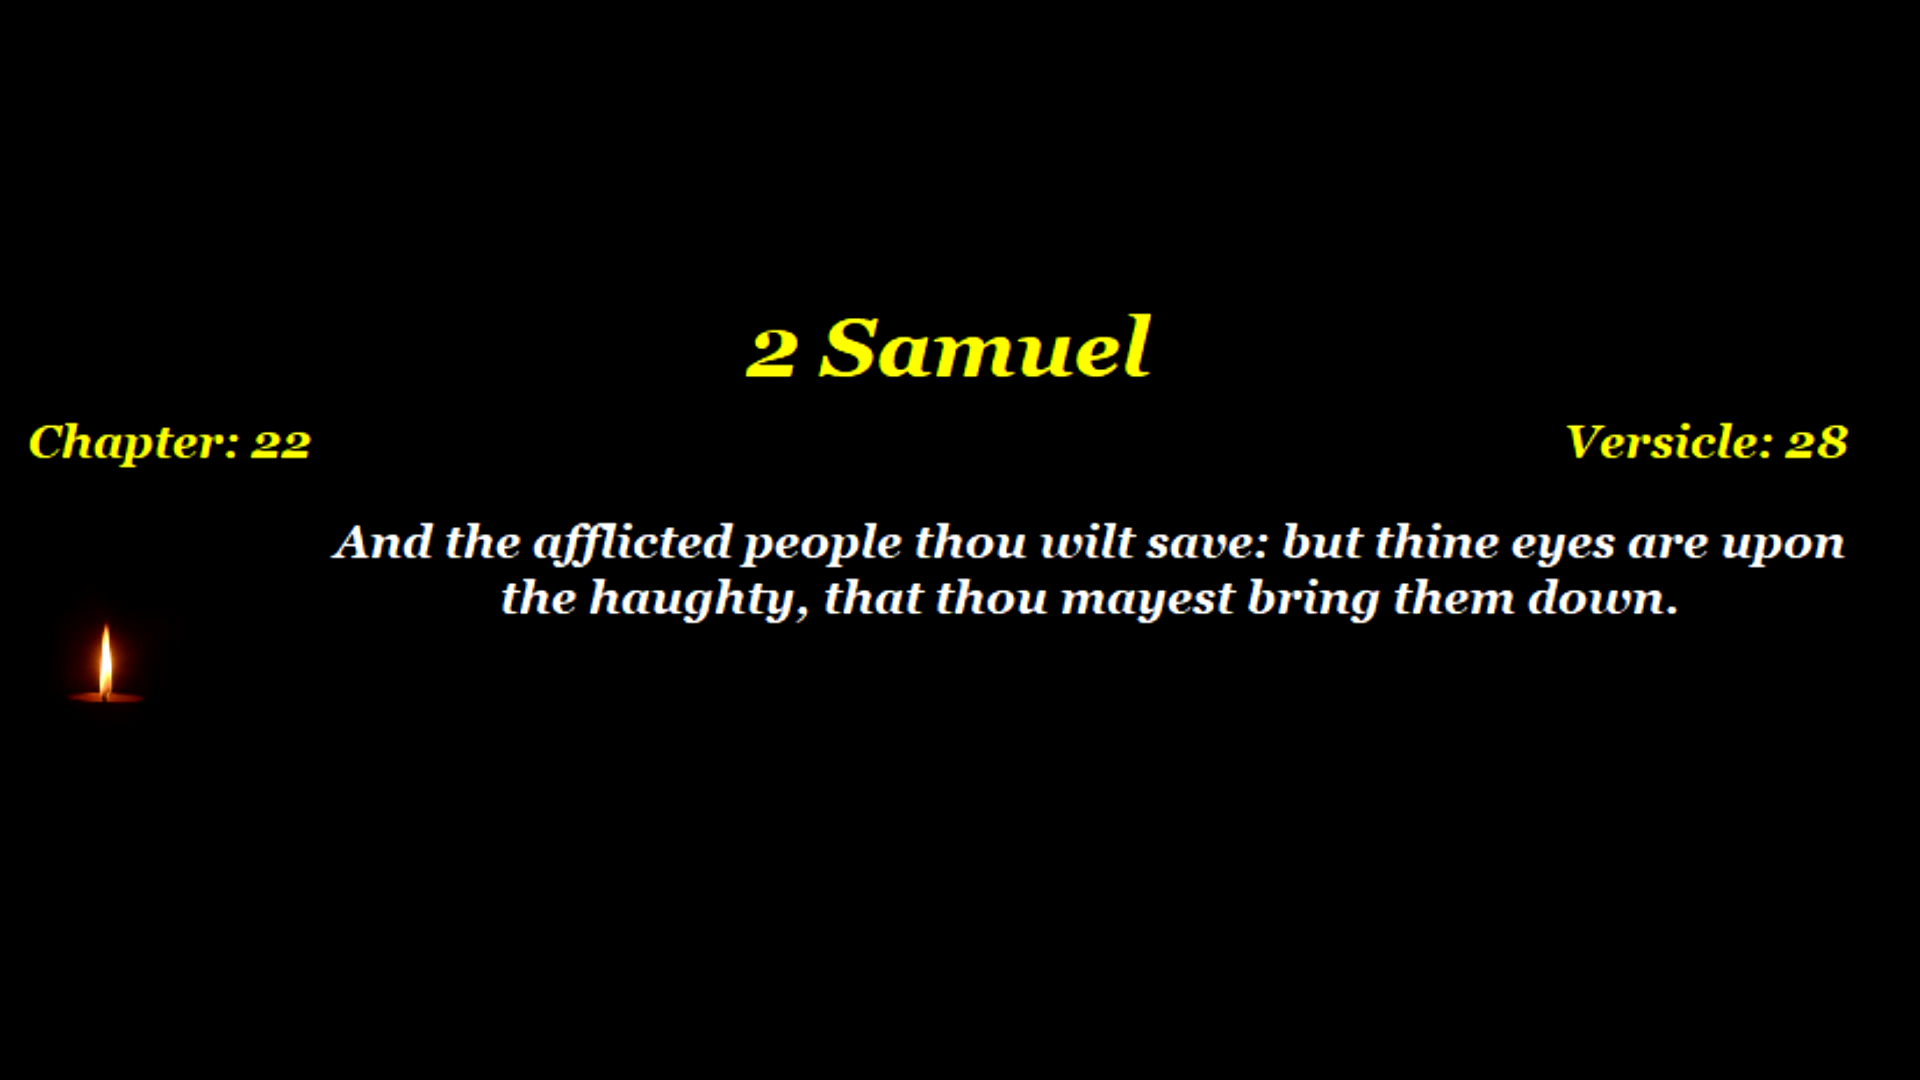 2 Samuel
Chapter: 22
Versicle: 28
And the afflicted people thou wilt save: but thine eyes are upon
the haughty, that thou mayest bring them down.